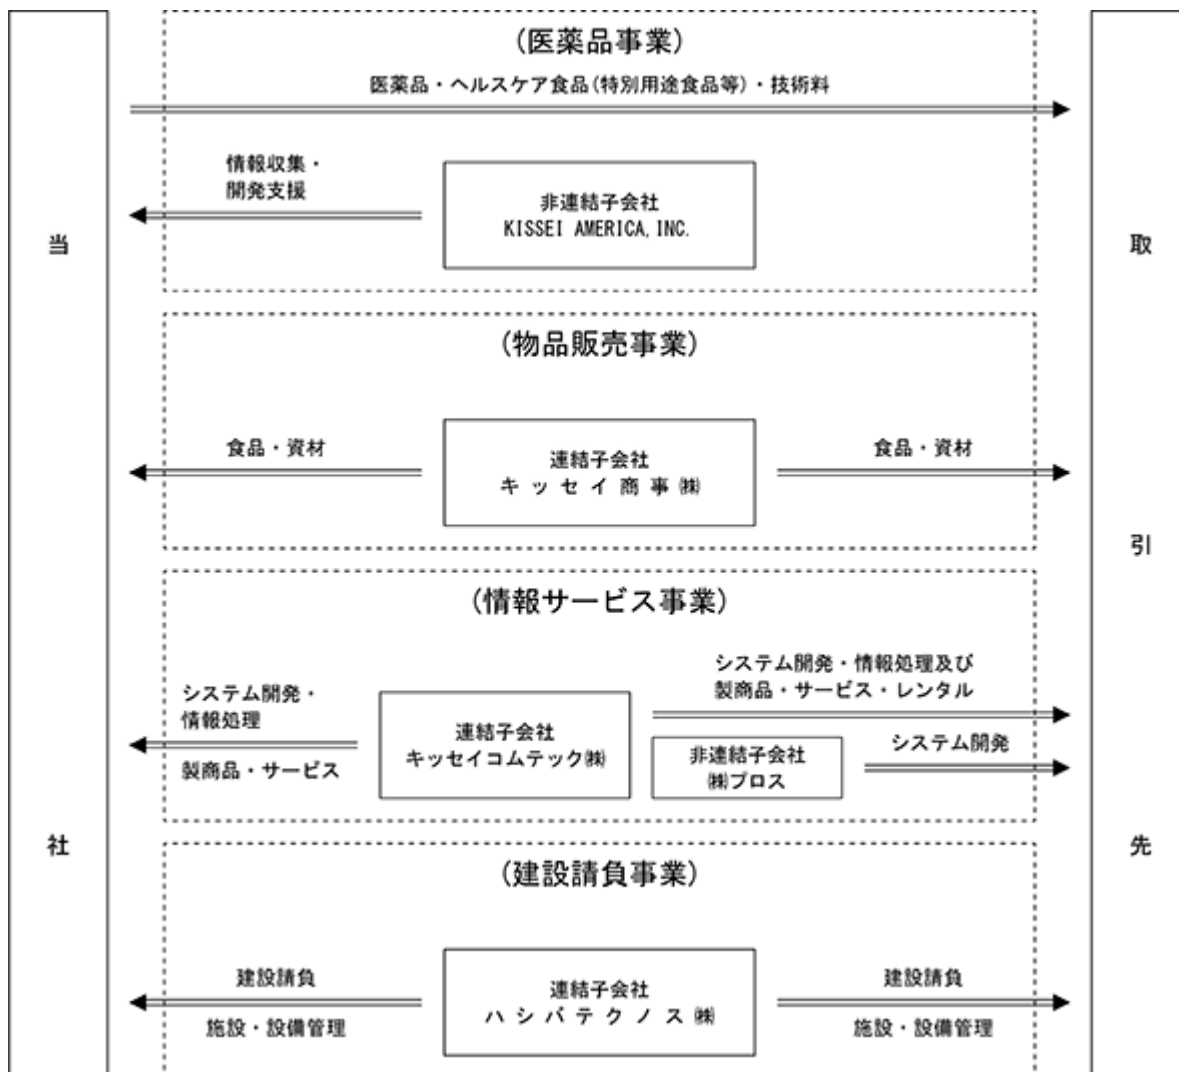 (医薬品事業)
医薬品・ヘルスケア食品(特別用途食品等)・技術料
情報収集・
開発支援
非連結子会社
KISSEI AMERICA,INC.
(物品販売事業)
食品・資材
連結子会社
キッセイ商事㈱
食品・資材
(情報サービス事業)
システム開発・
情報処理
製商品・サービス
連結子会社
キッセイコムテック㈱
システム開発・情報処理及び
製商品・サービス・レンタル
非連結子会社
㈱プロス
システム開発
(建設請負事業)
建設請負
施設・設備管理
連結子会社
ハシバテクノス㈱
建設請負
施設・設備管理
当社
取引先